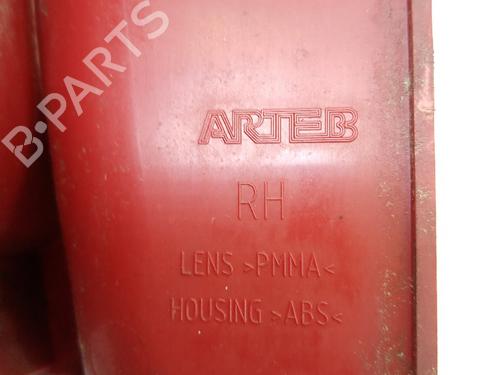 B-PARTS
ARTEB
RH
LENS >PMMA<
HOUSING >ABS<